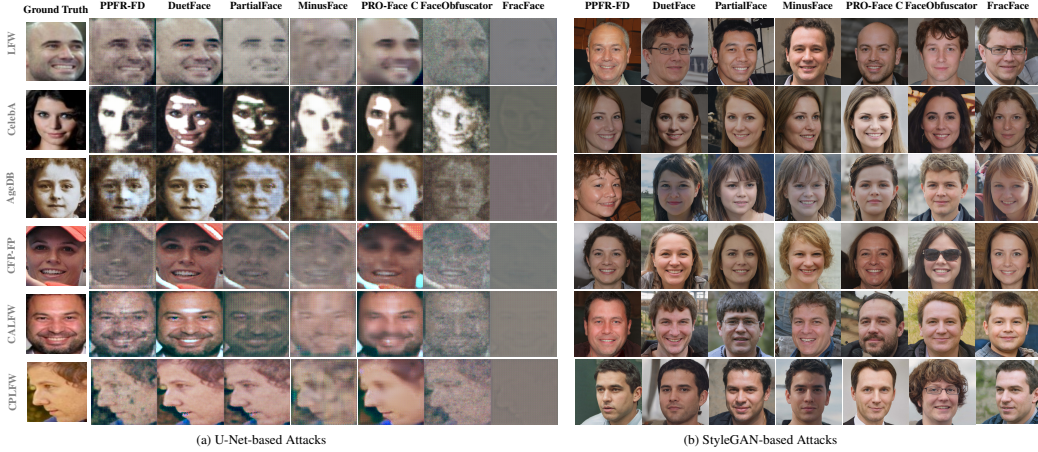 Ground Truth PPFR-FD DuetFace PartialFace MinusFace PRO-Face C FaceObfuscator FracFace PPFR-FD DuetFace PartialFace MinusFace PRO-Face C FaceObfuscator FracFace
LFW
CelebA
AgeDB
CFP-FP
CALFW
CPLFW
(a) U-Net-based Attacks
(b) StyleGAN-based Attacks